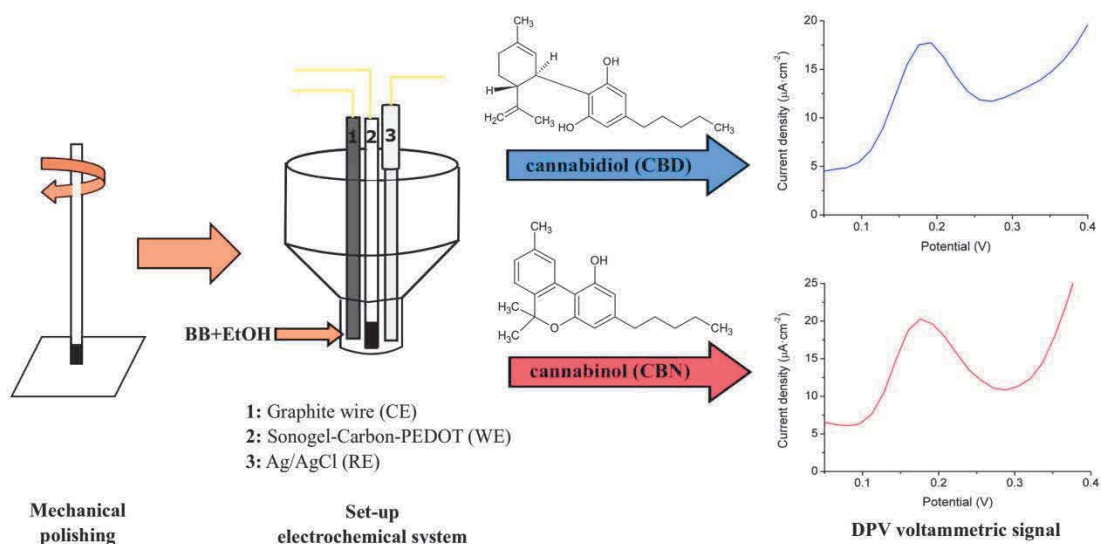 Mechanical
polishing
1
2
3
BB+EtOH
1: Graphite wire (CE)
2: Sonogel-Carbon-PEDOT (WE)
3: Ag/AgCl (RE)
Set-up
electrochemical system
CH₃
H
OH
H
H₂C
CH₃
HO
CH₃
cannabidiol (CBD)
CH₃
OH
H₃C
H₃C
O
CH₃
cannabinol (CBN)
Current density (μA·cm⁻²)
20
15
10
5
0
0.1 0.2 0.3 0.4
Potential (V)
Current density (μA·cm⁻²)
25
20
15
10
5
0
0.1 0.2 0.3 0.4
Potential (V)
DPV voltammetric signal